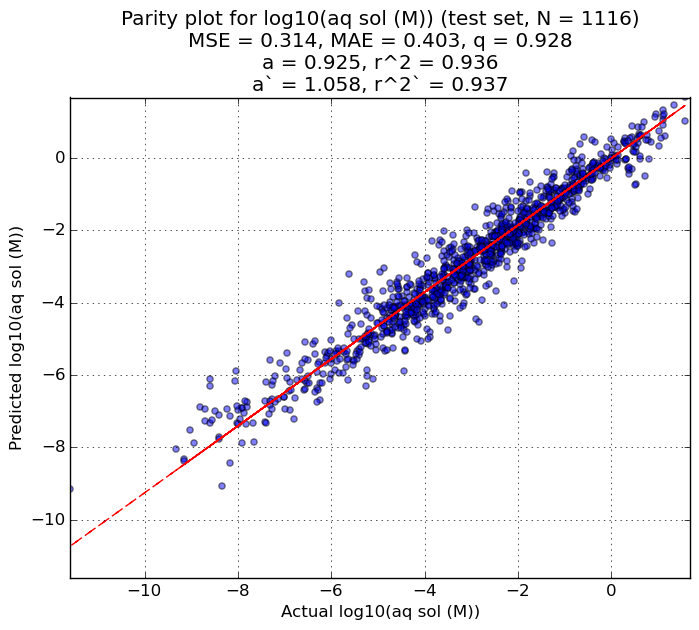 Parity plot for log10(aq sol (M)) (test set, N = 1116)
MSE = 0.314, MAE = 0.403, q = 0.928
a = 0.925, r^2 = 0.936
a` = 1.058, r^2` = 0.937
0
−2
−4
−6
−8
−10
Predicted log10(aq sol (M))
−10 −8 −6 −4 −2 0
Actual log10(aq sol (M))